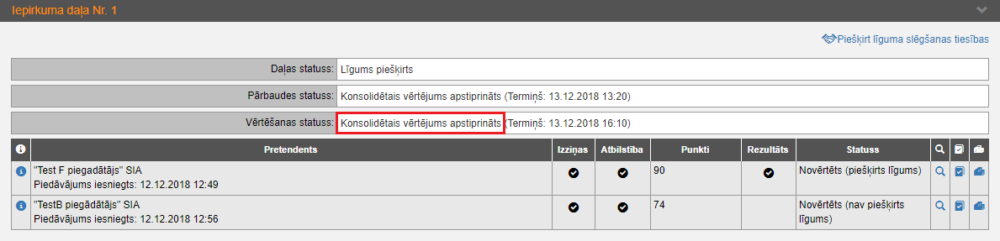 Iepirkuma daļa Nr. 1
Piešķirt līguma slēgšanas tiesības
Daļas statuss: Līgums piešķirts
Pārbaudes statuss: Konsolidētais vērtējums apstiprināts (Termiņš: 13.12.2018 13:20)
Vērtēšanas statuss: Konsolidētais vērtējums apstiprināts (Termiņš: 13.12.2018 16:10)
Pretendents Izziņas Atbilstība Punkti Rezultāts Statuss
"Test F piegadātājs" SIA 90 Novērtēts (piešķirts līgums)
Piedāvājums iesniegts: 12.12.2018 12:49
"TestB piegādātājs" SIA 74 Novērtēts (nav piešķirts
Piedāvājums iesniegts: 12.12.2018 12:56 līgums)